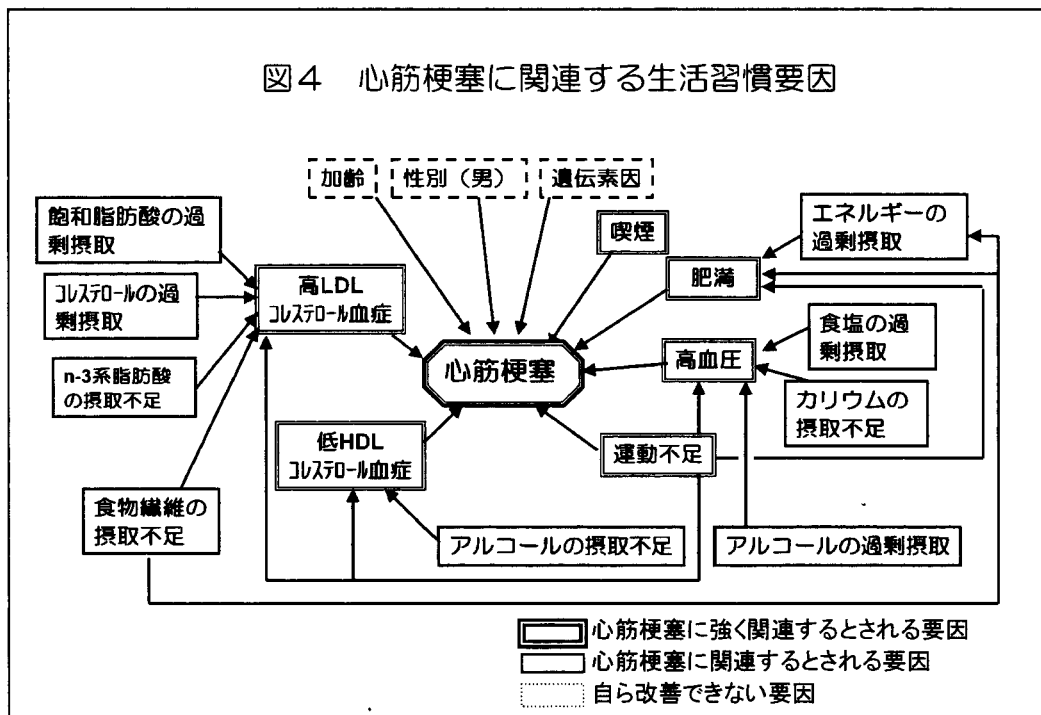 図４　心筋梗塞に関連する生活習慣要因
加齢
性別（男）
遺伝素因
飽和脂肪酸の過
剰摂取
喫煙
エネルギーの
過剰摂取
高LDL
ｺﾚｽﾃﾛｰﾙ血症
肥満
ｺﾚｽﾃﾛｰﾙの過
剰摂取
食塩の過
剰摂取
心筋梗塞
高血圧
n-3系脂肪酸
の摂取不足
カリウムの
摂取不足
低HDL
ｺﾚｽﾃﾛｰﾙ血症
運動不足
食物繊維の
摂取不足
アルコールの摂取不足
アルコールの過剰摂取
心筋梗塞に強く関連するとされる要因
心筋梗塞に関連するとされる要因
自ら改善できない要因